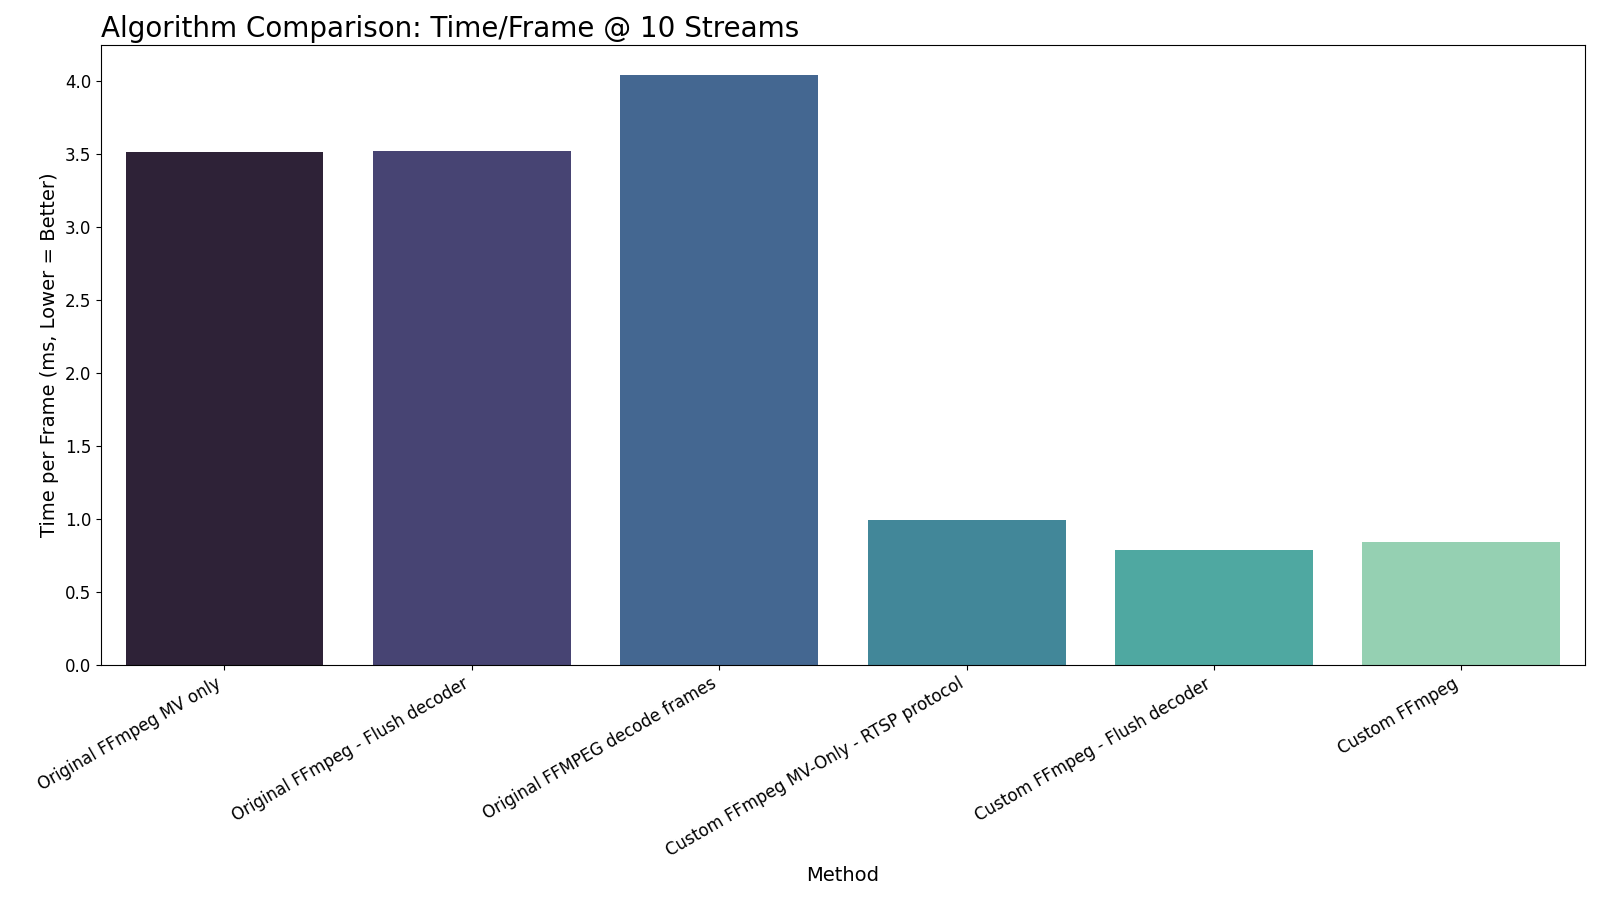 Algorithm Comparison: Time/Frame @ 10 Streams
Time per Frame (ms, Lower = Better)
4.0
3.5
3.0
2.5
2.0
1.5
1.0
0.5
0.0
Original FFmpeg MV only
Original FFmpeg - Flush decoder
Original FFMPEG decode frames
Custom FFmpeg MV-Only - RTSP protocol
Custom FFmpeg - Flush decoder
Custom FFmpeg
Method